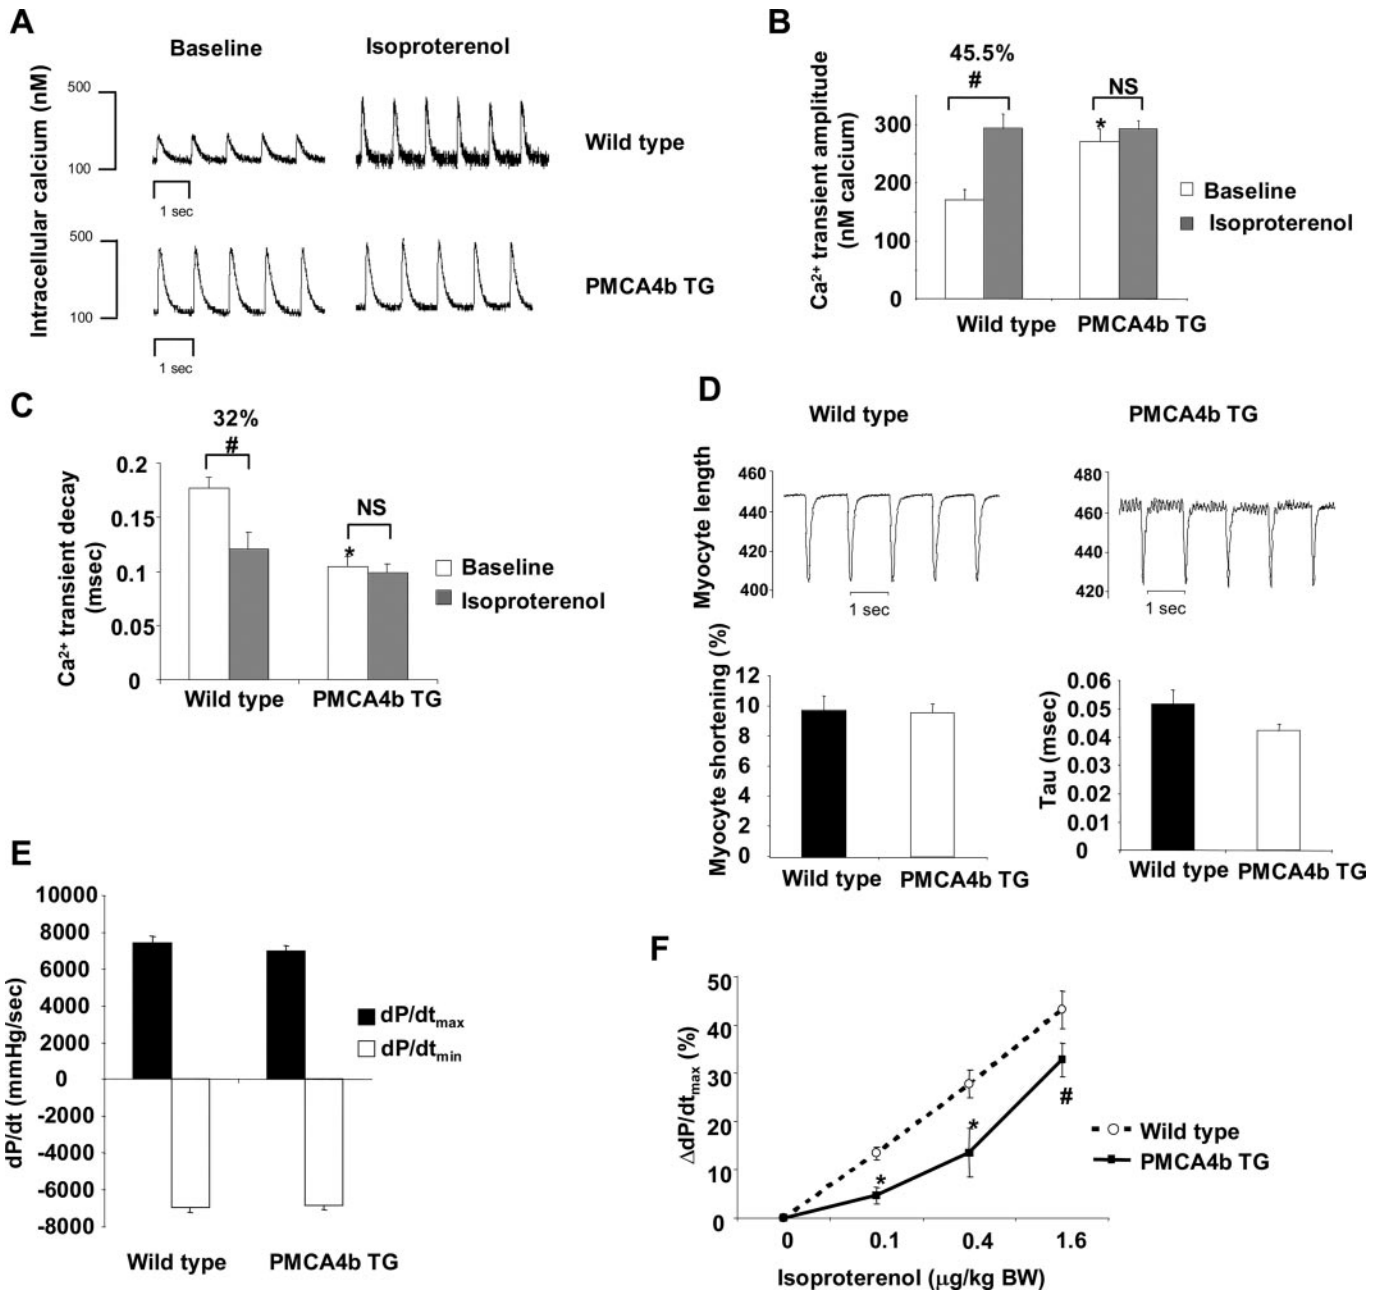 A
Baseline
Isoproterenol
Intracellular calcium (nM)
500
100
1 sec
Wild type
500
100
1 sec
PMCA4b TG
B
45.5%
#
NS
*
Ca²⁺ transient amplitude
(nM calcium)
300
200
100
0
Wild type
PMCA4b TG
Baseline
Isoproterenol
C
32%
#
NS
*
Ca²⁺ transient decay
(msec)
0.2
0.15
0.1
0.05
0
Wild type
PMCA4b TG
Baseline
Isoproterenol
D
Wild type
PMCA4b TG
Myocyte length
460
440
420
400
1 sec
480
460
440
420
1 sec
Myocyte shortening (%)
12
10
8
6
4
2
0
Wild type
PMCA4b TG
Tau (msec)
0.06
0.05
0.04
0.03
0.02
0.01
0
Wild type
PMCA4b TG
E
dP/dt (mmHg/sec)
10000
8000
6000
4000
2000
0
-2000
-4000
-6000
-8000
Wild type
PMCA4b TG
dP/dtmax
dP/dtmin
F
ΔdP/dtmax (%)
50
40
30
20
10
0
*
*
#
0
0.1
0.4
1.6
Isoproterenol (μg/kg BW)
Wild type
PMCA4b TG